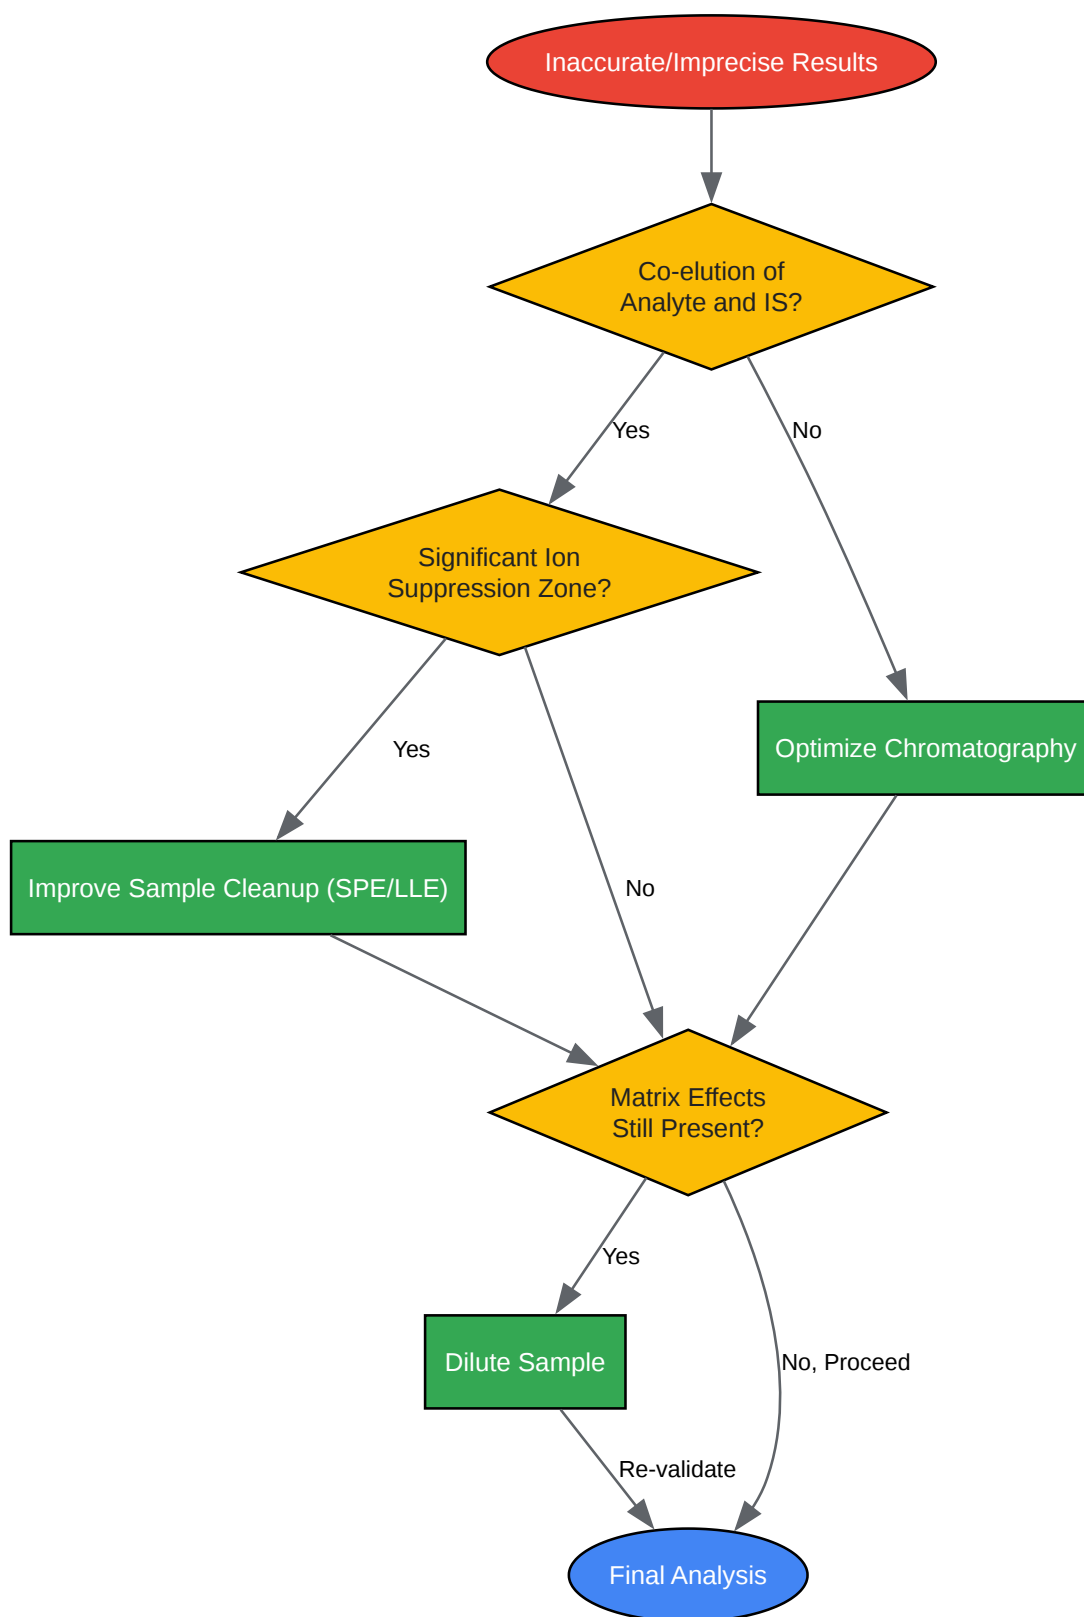 Inaccurate/Imprecise Results
Co-elution of
Analyte and IS?
Yes
No
Significant Ion
Suppression Zone?
Yes
Optimize Chromatography
Improve Sample Cleanup (SPE/LLE)
No
Matrix Effects
Still Present?
Yes
Dilute Sample
No, Proceed
Re-validate
Final Analysis